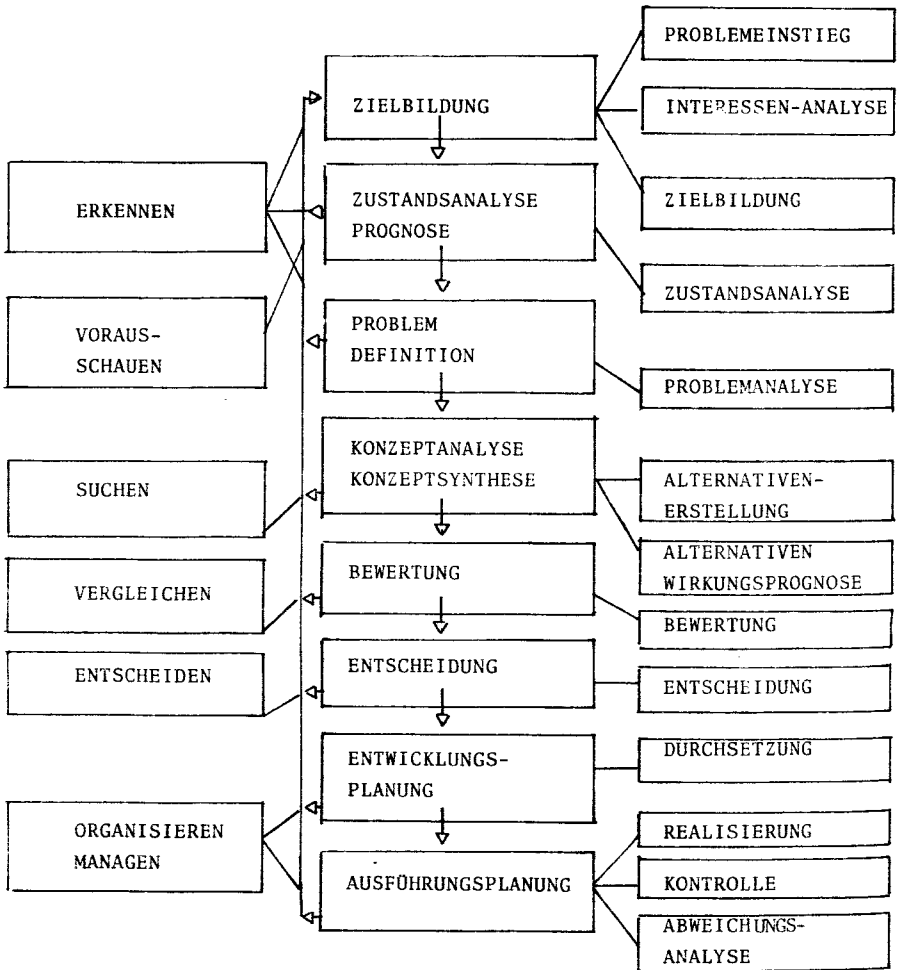 PROBLEMEINSTIEG
ZIELBILDUNG
INTERESSEN-ANALYSE
ERKENNEN
ZUSTANDSANALYSE
PROGNOSE
ZIELBILDUNG
ZUSTANDSANALYSE
VORAUS-
SCHAUEN
PROBLEM
DEFINITION
PROBLEMANALYSE
SUCHEN
KONZEPTANALYSE
KONZEPTSYNTHESE
ALTERNATIVEN-
ERSTELLUNG
ALTERNATIVEN
WIRKUNGSPROGNOSE
VERGLEICHEN
BEWERTUNG
BEWERTUNG
ENTSCHEIDEN
ENTSCHEIDUNG
ENTSCHEIDUNG
ENTWICKLUNGS-
PLANUNG
DURCHSETZUNG
ORGANISIEREN
MANAGEN
AUSFÜHRUNGSPLANUNG
REALISIERUNG
KONTROLLE
ABWEICHUNGS-
ANALYSE